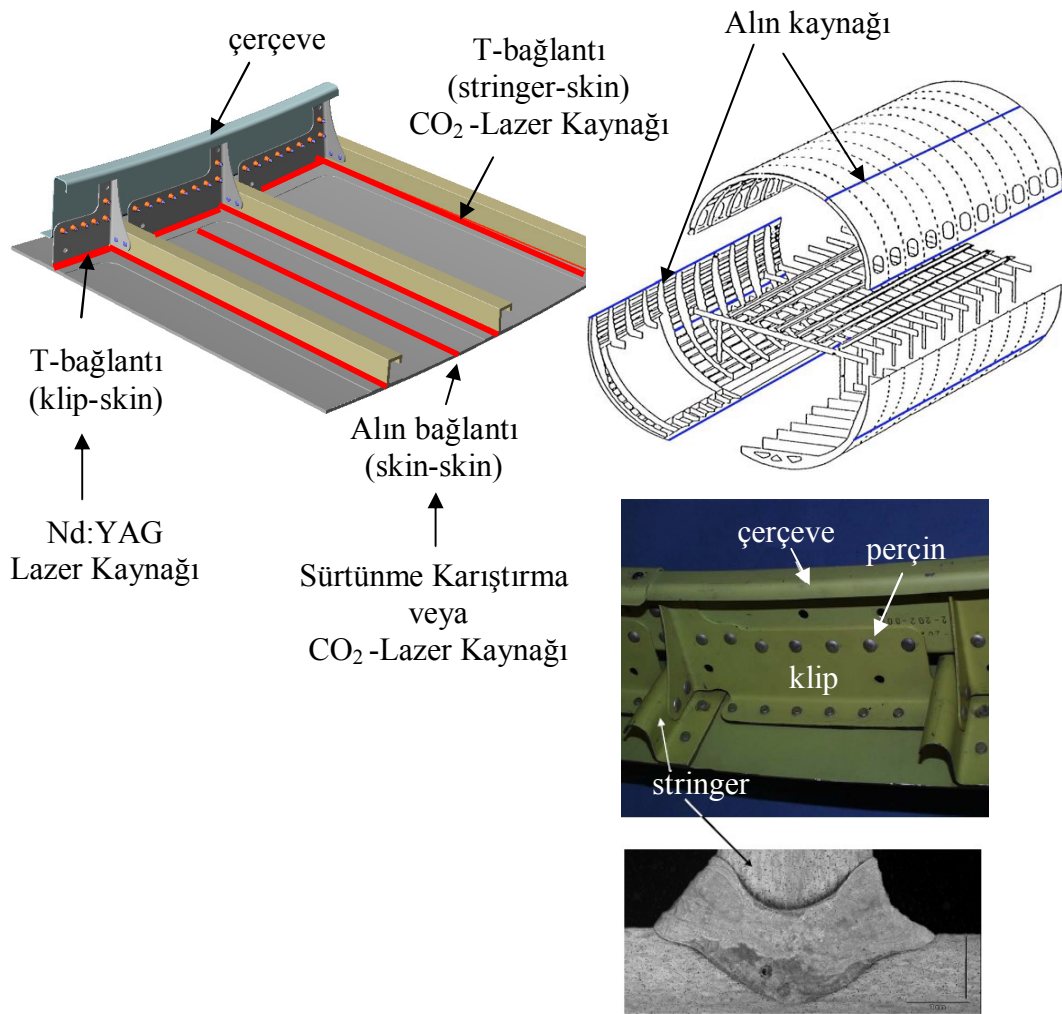 çerçeve
T-bağlantı
(stringer-skin)
CO₂ -Lazer Kaynağı
Alın kaynağı
T-bağlantı
(klip-skin)
Nd:YAG
Lazer Kaynağı
Alın bağlantı
(skin-skin)
Sürtünme Karıştırma
veya
CO₂ -Lazer Kaynağı
çerçeve
perçin
klip
stringer